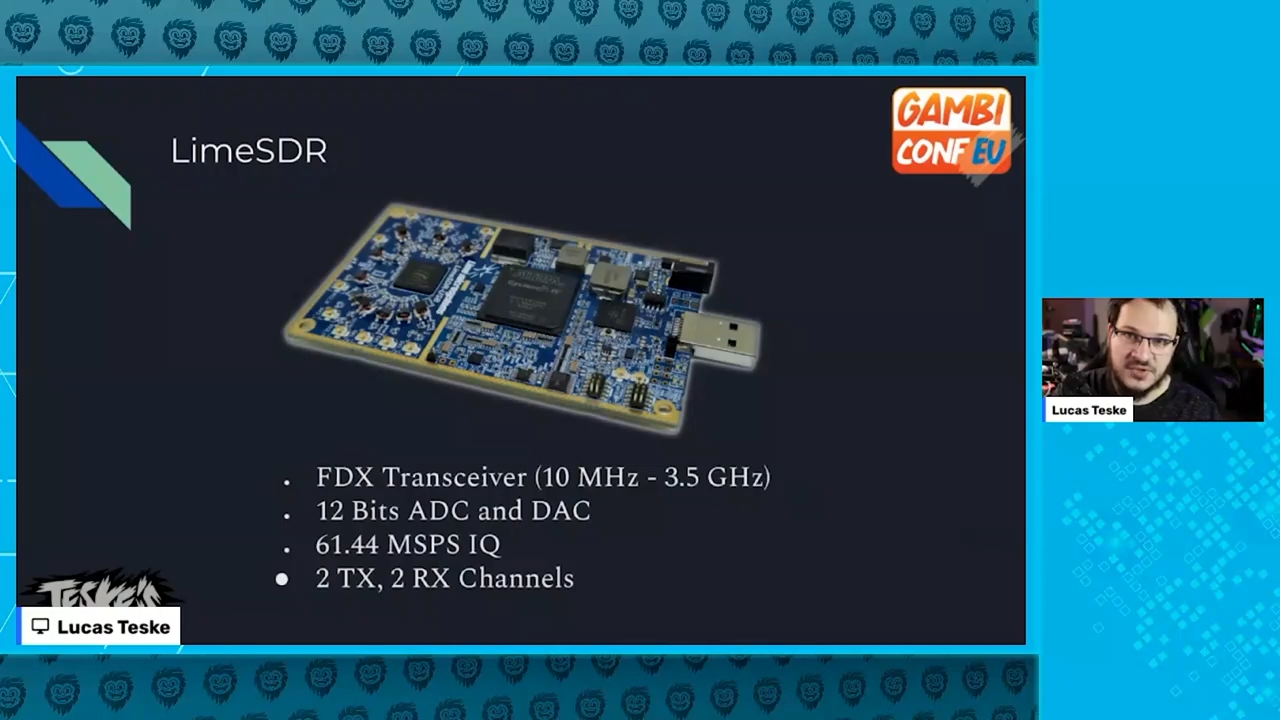 LimeSDR
GAMBI
CONF EU
. FDX Transceiver (10 MHz - 3.5 GHz)
. 12 Bits ADC and DAC
. 61.44 MSPS IQ
● 2 TX, 2 RX Channels
TESKE'S
Lucas Teske
Lucas Teske